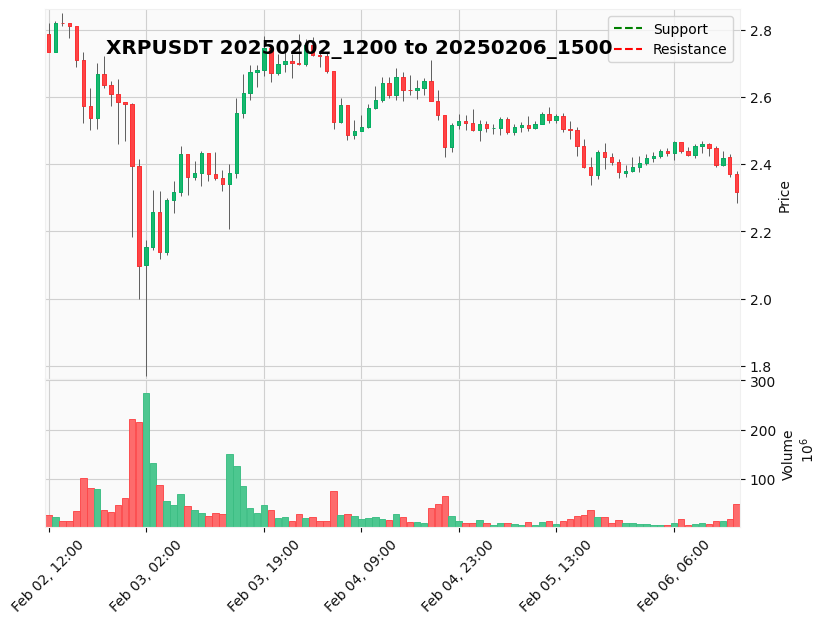 XRPUSDT 20250202_1200 to 20250206_1500
Support
Resistance
2.8
2.6
2.4
2.2
2.0
1.8
Price
300
200
100
Volume
10^6
Feb 02, 12:00
Feb 03, 02:00
Feb 03, 19:00
Feb 04, 09:00
Feb 04, 23:00
Feb 05, 13:00
Feb 06, 06:00